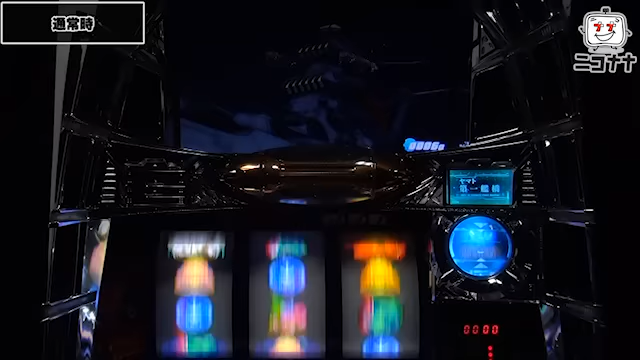 通常時
ニコナナ
ヤマト
第一艦橋
0000